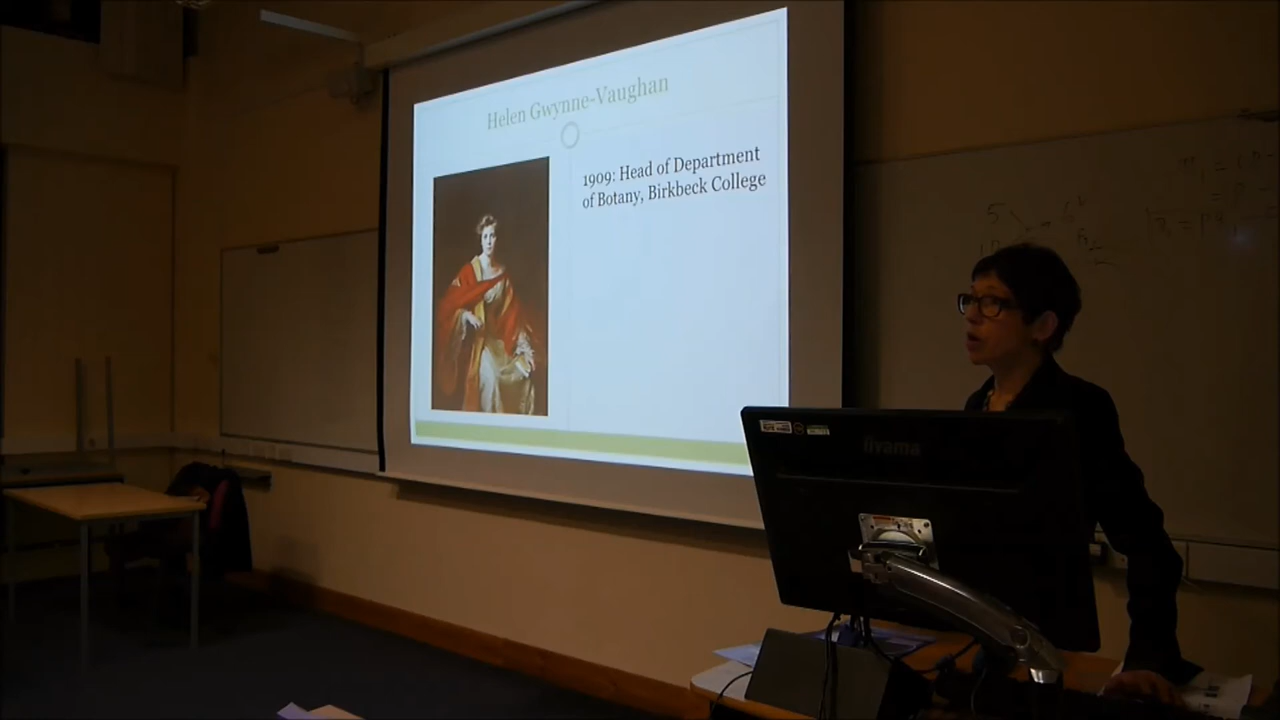 Helen Gwynne-Vaughan
1909: Head of Department
of Botany, Birkbeck College
iiyama